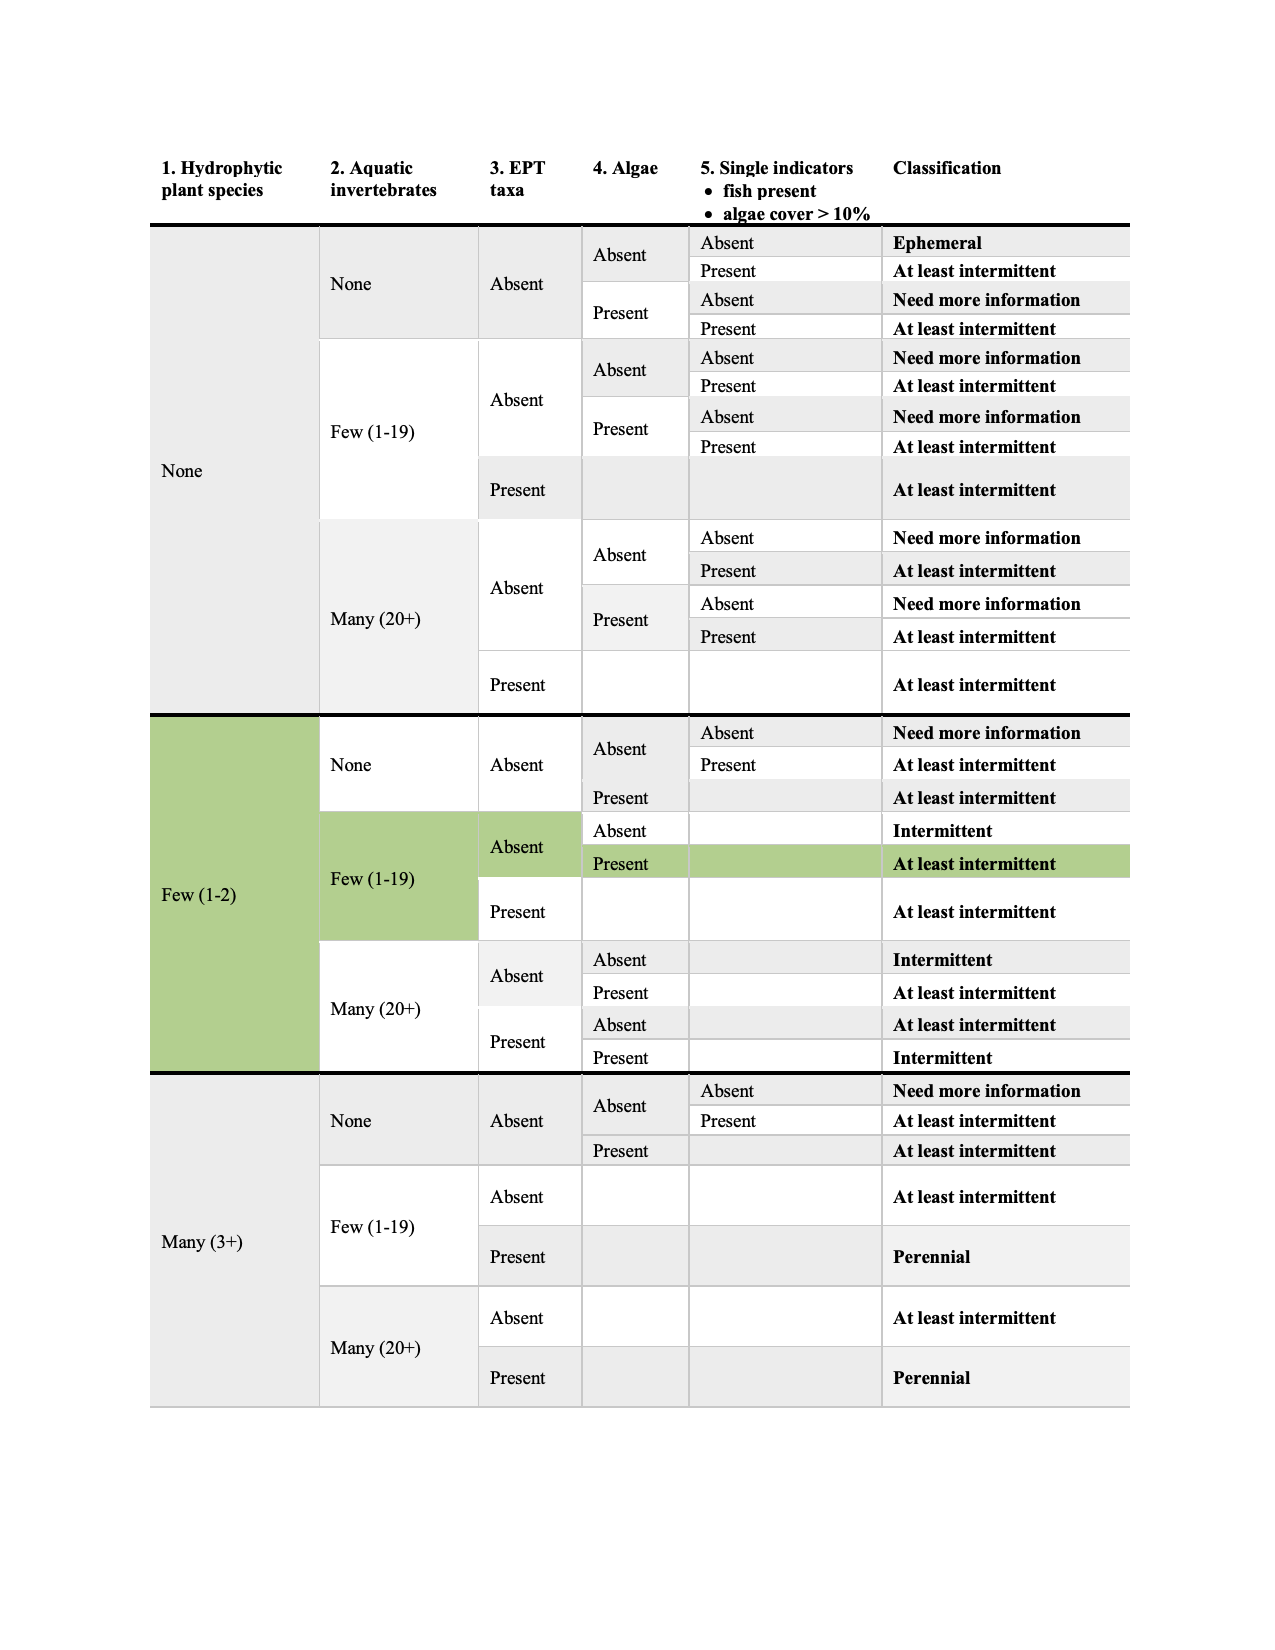 1. Hydrophytic plant species 2. Aquatic invertebrates 3. EPT taxa 4. Algae 5. Single indicators Classification
• fish present
• algae cover > 10%
None None Absent Absent Absent Ephemeral
Present At least intermittent
Present Absent Need more information
Present At least intermittent
Few (1-19) Absent Absent Absent Need more information
Present At least intermittent
Present Absent Need more information
Present At least intermittent
Present At least intermittent
Many (20+) Absent Absent Absent Need more information
Present At least intermittent
Present Absent Need more information
Present At least intermittent
Present At least intermittent
Few (1-2) None Absent Absent Absent Need more information
Present At least intermittent
Present At least intermittent
Few (1-19) Absent Absent Intermittent
Present At least intermittent
Present At least intermittent
Many (20+) Absent Absent Intermittent
Present At least intermittent
Present Absent At least intermittent
Present Intermittent
Many (3+) None Absent Absent Absent Need more information
Present At least intermittent
Present At least intermittent
Few (1-19) Absent At least intermittent
Present Perennial
Many (20+) Absent At least intermittent
Present Perennial